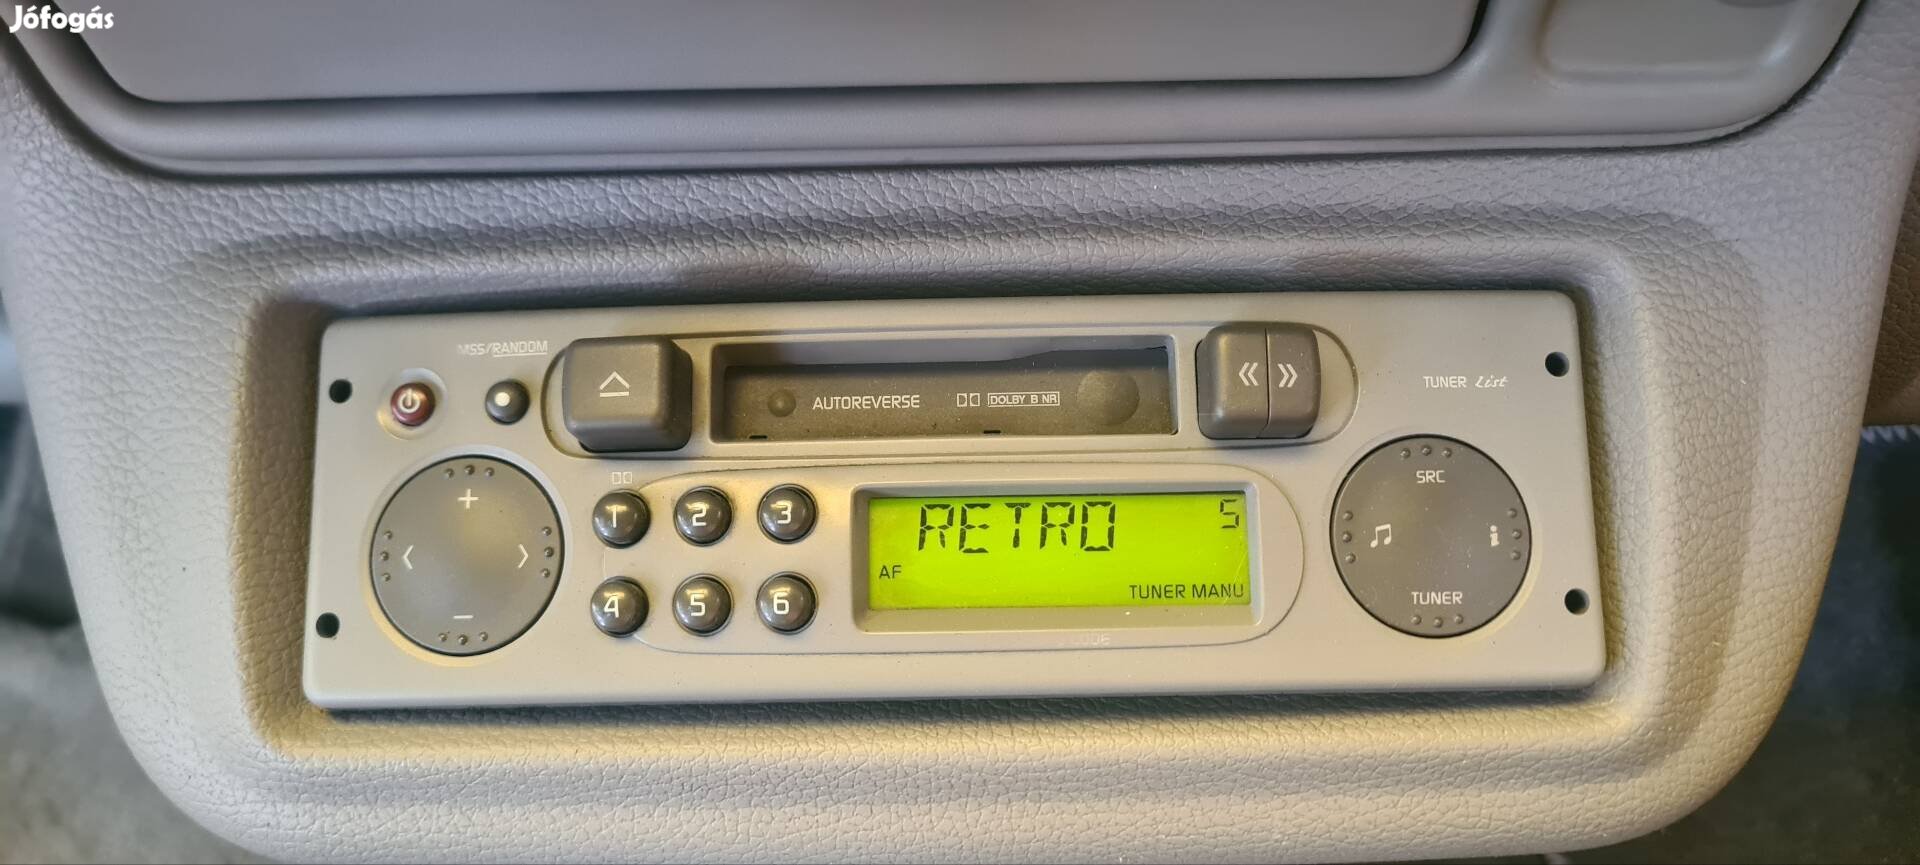 Jófogás
MSS/RANDOM
AUTOREVERSE
DOLBY B NR
TUNER List
+
-
1
2
3
4
5
6
RETRO 5
AF
TUNER MANU
CODE
SRC
i
TUNER